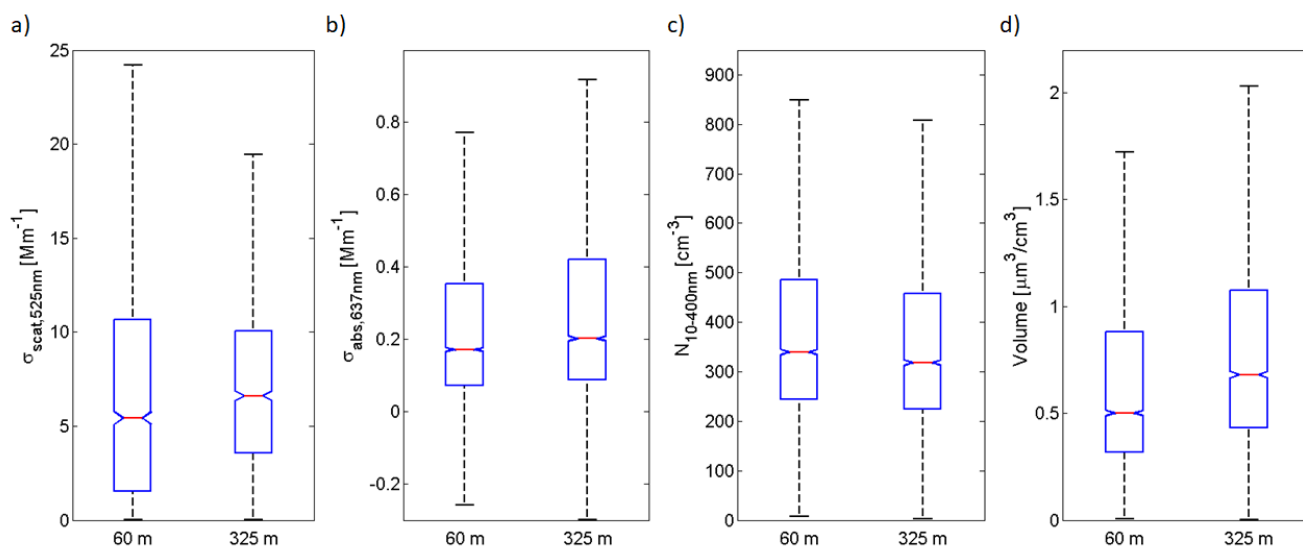 a)
σscat,525nm [Mm-1]
25
20
15
10
5
0
60 m 325 m
b)
σabs,637nm [Mm-1]
0.8
0.6
0.4
0.2
0
-0.2
60 m 325 m
c)
N10-400nm [cm-3]
900
800
700
600
500
400
300
200
100
0
60 m 325 m
d)
Volume [μm3/cm3]
2
1.5
1
0.5
0
60 m 325 m